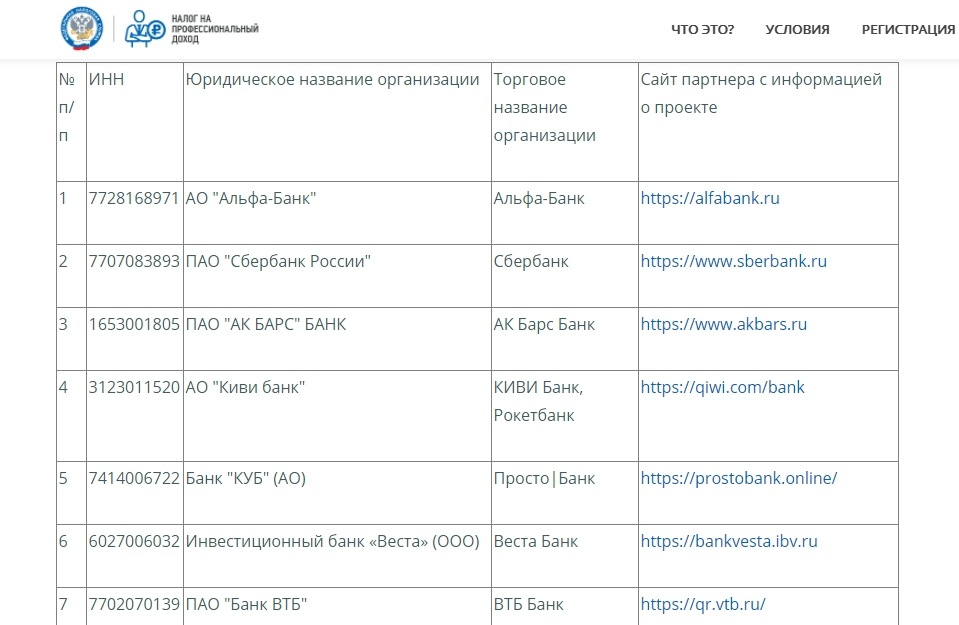 НАЛОГ НА
ПРОФЕССИОНАЛЬНЫЙ
ДОХОД
ЧТО ЭТО? УСЛОВИЯ РЕГИСТРАЦИЯ
№ п/п ИНН Юридическое название организации Торговое название организации Сайт партнера с информацией о проекте
1 7728168971 АО "Альфа-Банк" Альфа-Банк https://alfabank.ru
2 7707083893 ПАО "Сбербанк России" Сбербанк https://www.sberbank.ru
3 1653001805 ПАО "АК БАРС" БАНК АК Барс Банк https://www.akbars.ru
4 3123011520 АО "Киви банк" КИВИ Банк, Рокетбанк https://qiwi.com/bank
5 7414006722 Банк "КУБ" (АО) Просто|Банк https://prostobank.online/
6 6027006032 Инвестиционный банк «Веста» (ООО) Веста Банк https://bankvesta.ibv.ru
7 7702070139 ПАО "Банк ВТБ" ВТБ Банк https://qr.vtb.ru/